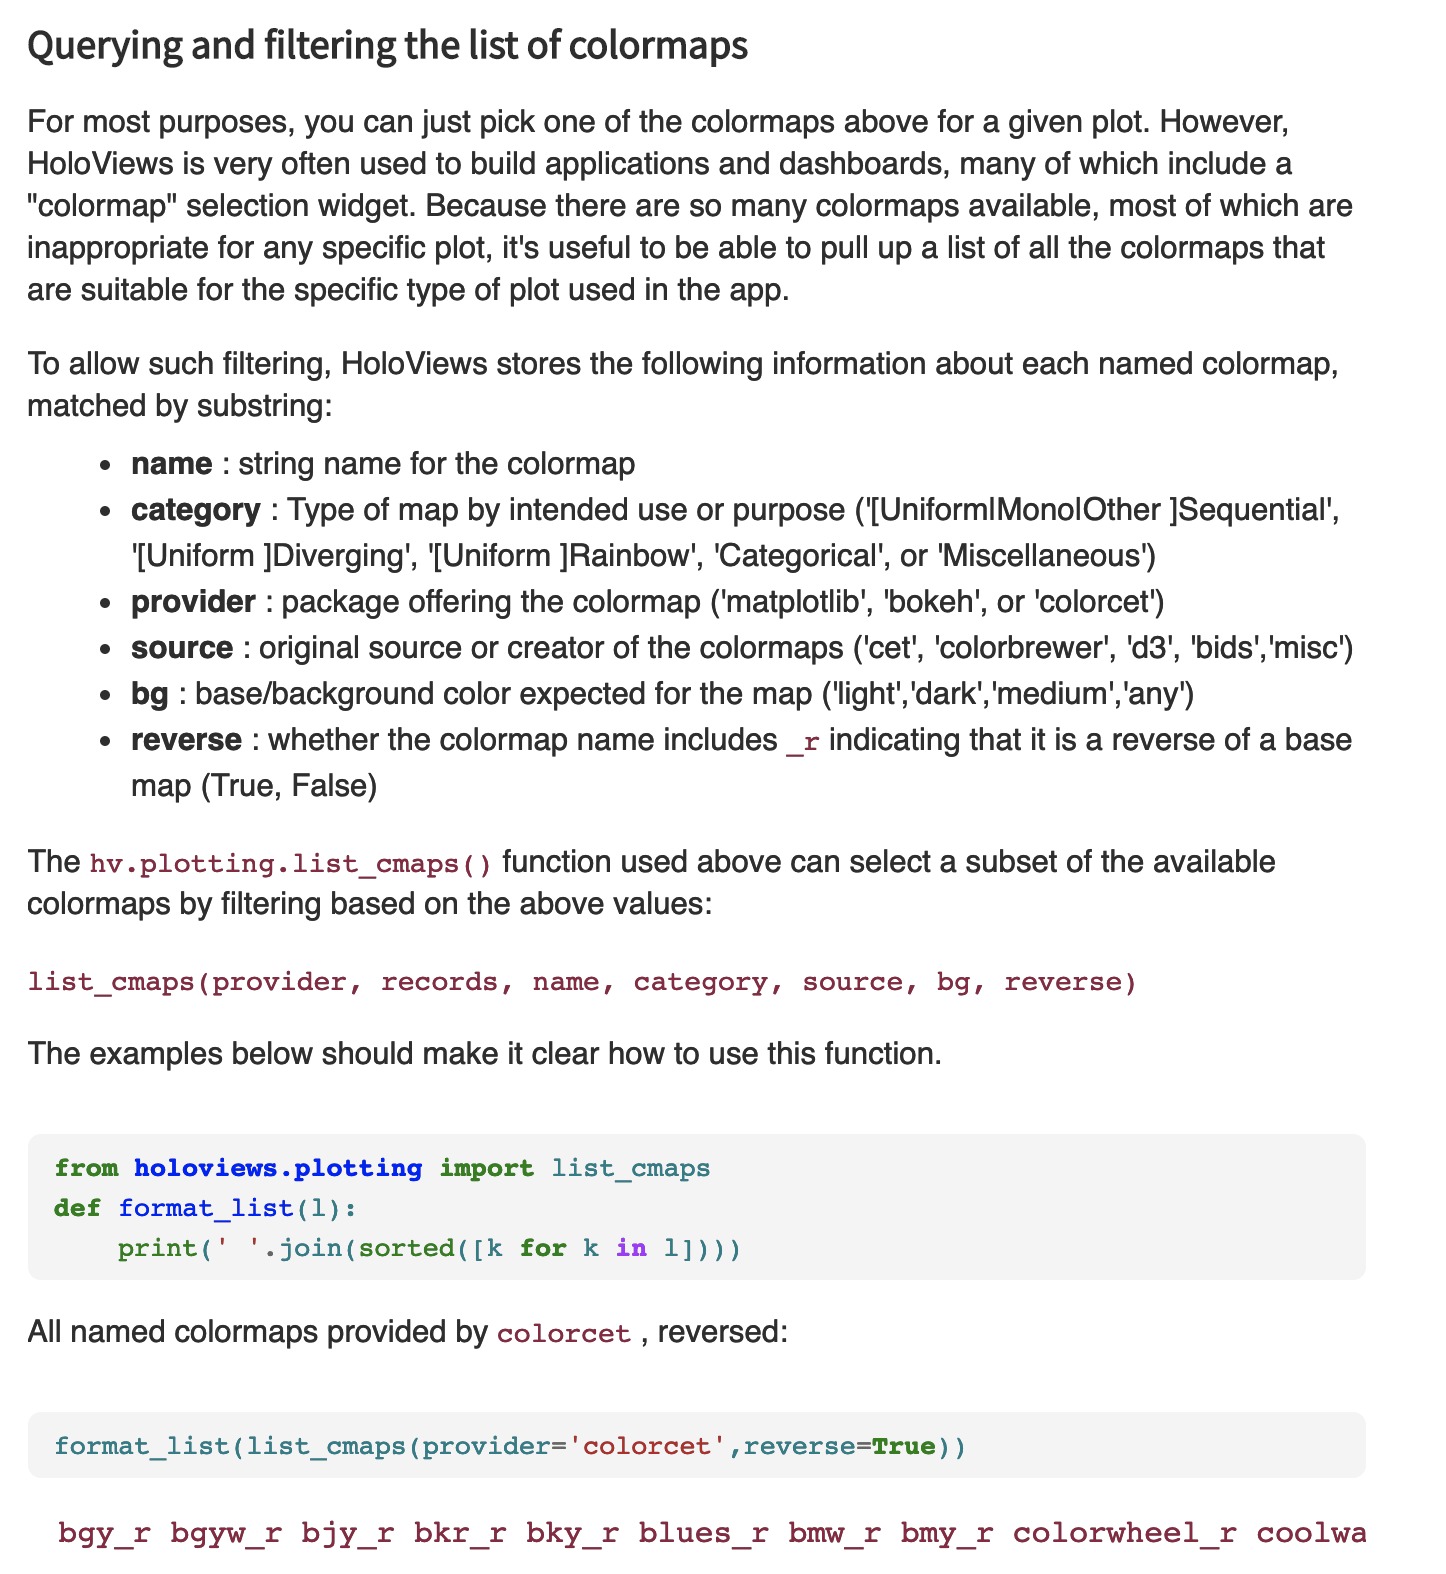 Querying and filtering the list of colormaps
For most purposes, you can just pick one of the colormaps above for a given plot. However,
HoloViews is very often used to build applications and dashboards, many of which include a
"colormap" selection widget. Because there are so many colormaps available, most of which are
inappropriate for any specific plot, it's useful to be able to pull up a list of all the colormaps that
are suitable for the specific type of plot used in the app.
To allow such filtering, HoloViews stores the following information about each named colormap,
matched by substring:
• name : string name for the colormap
• category : Type of map by intended use or purpose ('[Uniform|Mono|Other ]Sequential',
'[Uniform ]Diverging', '[Uniform ]Rainbow', 'Categorical', or 'Miscellaneous')
• provider : package offering the colormap ('matplotlib', 'bokeh', or 'colorcet')
• source : original source or creator of the colormaps ('cet', 'colorbrewer', 'd3', 'bids','misc')
• bg : base/background color expected for the map ('light','dark','medium','any')
• reverse : whether the colormap name includes _r indicating that it is a reverse of a base
map (True, False)
The hv.plotting.list_cmaps() function used above can select a subset of the available
colormaps by filtering based on the above values:
list_cmaps(provider, records, name, category, source, bg, reverse)
The examples below should make it clear how to use this function.
from holoviews.plotting import list_cmaps
def format_list(l):
    print(' '.join(sorted([k for k in l])))
All named colormaps provided by colorcet , reversed:
format_list(list_cmaps(provider='colorcet',reverse=True))
bgy_r bgyw_r bjy_r bkr_r bky_r blues_r bmw_r bmy_r colorwheel_r coolwa